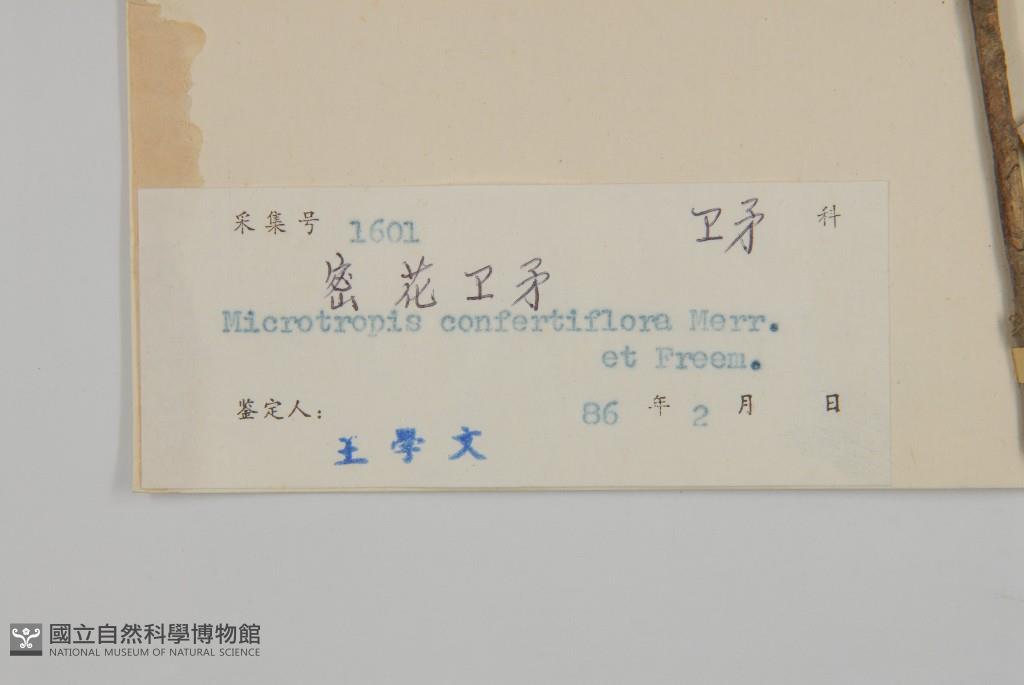 采集号 1601 卫矛 科
密花卫矛
Microtropis confertiflora Merr.
et Freem.
鉴定人: 86 年 2 月 日
王學文
國立自然科學博物館
NATIONAL MUSEUM OF NATURAL SCIENCE